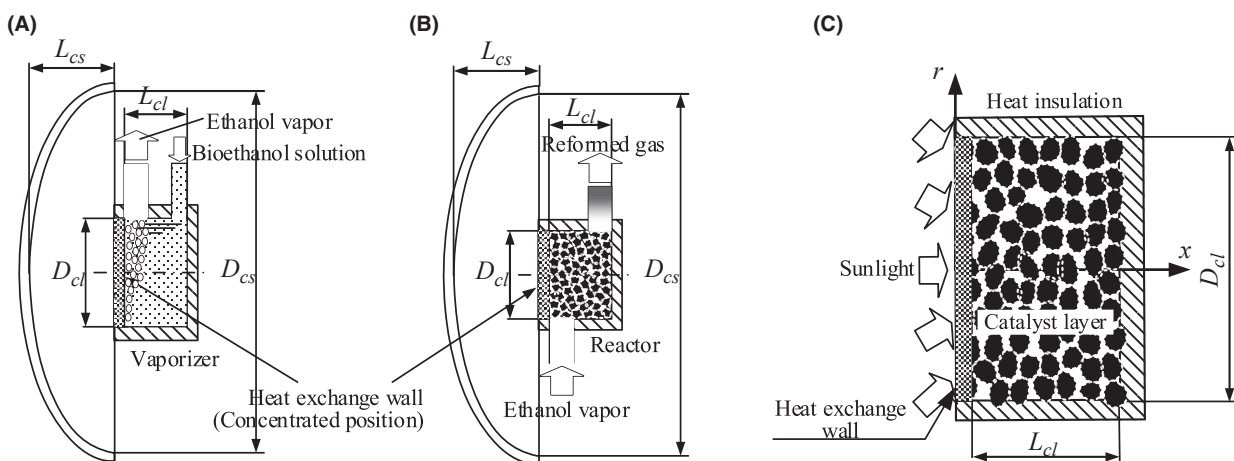 (A)
L_cs
L_cl
Ethanol vapor
Bioethanol solution
D_cl
D_cs
Vaporizer
Heat exchange wall
(Concentrated position)
(B)
L_cs
L_cl
Reformed gas
D_cl
D_cs
Reactor
Ethanol vapor
(C)
r
Heat insulation
Sunlight
x
D_cl
Catalyst layer
Heat exchange
wall
L_cl